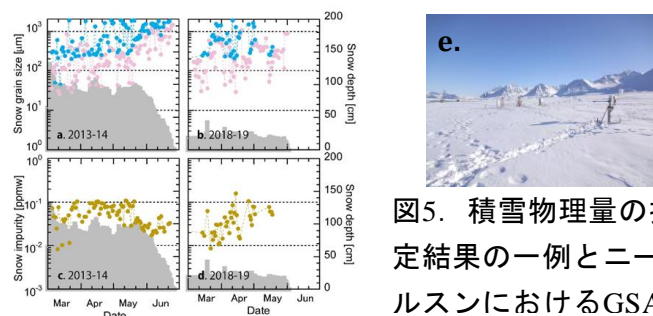 Snow grain size [μm]
10³
10²
10¹
10⁰
a. 2013-14
b. 2018-19
200
150
100
50
0
Snow depth [cm]
Snow impurity [ppmw]
10⁰
10⁻¹
10⁻²
10⁻³
c. 2013-14
d. 2018-19
200
150
100
50
0
Snow depth [cm]
Mar Apr May Jun
Mar Apr May Jun
Date
Date
e.
図5. 積雪物理量の
定結果の一例とニー
ルスンにおけるGSA